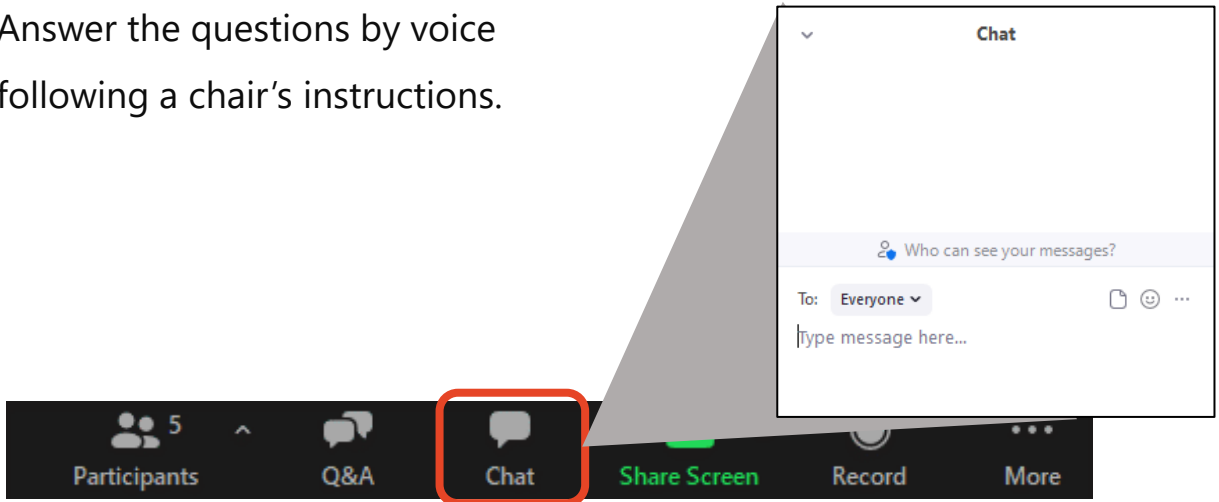 Answer the questions by voice
following a chair's instructions.
Chat
Who can see your messages?
To: Everyone
Type message here...
5
Participants
Q&A
Chat
Share Screen
Record
More